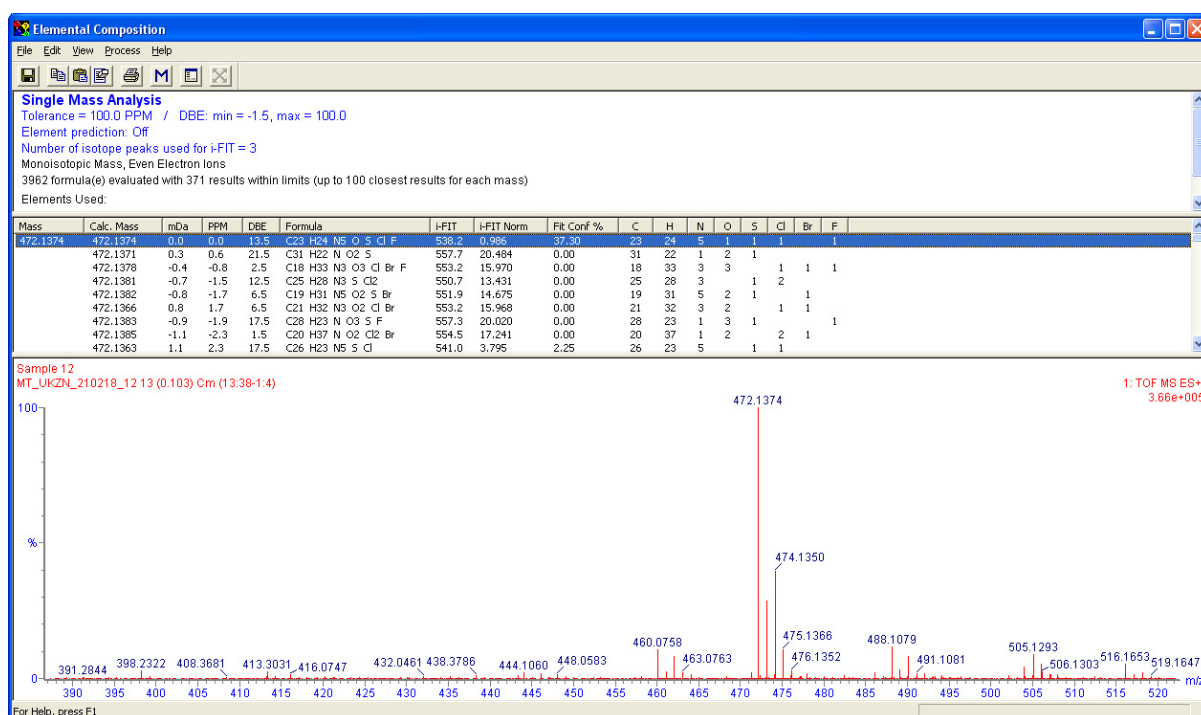 Elemental Composition
File Edit View Process Help
Single Mass Analysis
Tolerance = 100.0 PPM / DBE: min = -1.5, max = 100.0
Element prediction: Off
Number of isotope peaks used for i-FIT = 3
Monoisotopic Mass, Even Electron Ions
3962 formula(e) evaluated with 371 results within limits (up to 100 closest results for each mass)
Elements Used:
Mass Calc. Mass mDa PPM DBE Formula i-FIT i-FIT Norm Fit Conf % C H N O S Cl Br F
472.1374 472.1374 0.0 0.0 13.5 C23 H24 N5 O S Cl F 538.2 0.986 37.30 23 24 5 1 1 1 1
472.1371 0.3 0.6 21.5 C31 H22 N O2 S 557.7 20.484 0.00 31 22 1 2 1
472.1378 -0.4 -0.8 2.5 C18 H33 N3 O3 Cl Br F 553.2 15.970 0.00 18 33 3 3 1 1 1
472.1381 -0.7 -1.5 12.5 C25 H28 N3 S Cl2 550.7 13.431 0.00 25 28 3 1 2
472.1382 -0.8 -1.7 6.5 C19 H31 N5 O2 S Br 551.9 14.675 0.00 19 31 5 2 1 1
472.1366 0.8 1.7 6.5 C21 H32 N3 O2 Cl Br 553.2 15.968 0.00 21 32 3 2 1 1
472.1383 -0.9 -1.9 17.5 C28 H23 N O3 S F 557.3 20.020 0.00 28 23 1 3 1 1
472.1385 -1.1 -2.3 1.5 C20 H37 N O2 Cl2 Br 554.5 17.241 0.00 20 37 1 2 2 1
472.1363 1.1 2.3 17.5 C26 H23 N5 S Cl 541.0 3.795 2.25 26 23 5 1 1
Sample 12
MT_UKZN_210218_12 13 (0.103) Cm (13:38-1:4)
1: TOF MS ES+
3.66e+005
100
%
0
472.1374
474.1350
475.1366
476.1352
460.0758
463.0763
488.1079
491.1081
505.1293
506.1303
516.1653
519.1647
391.2844
398.2322
408.3681
413.3031
416.0747
432.0461
438.3786
444.1060
448.0583
390 395 400 405 410 415 420 425 430 435 440 445 450 455 460 465 470 475 480 485 490 495 500 505 510 515 520
m/z
For Help, press F1